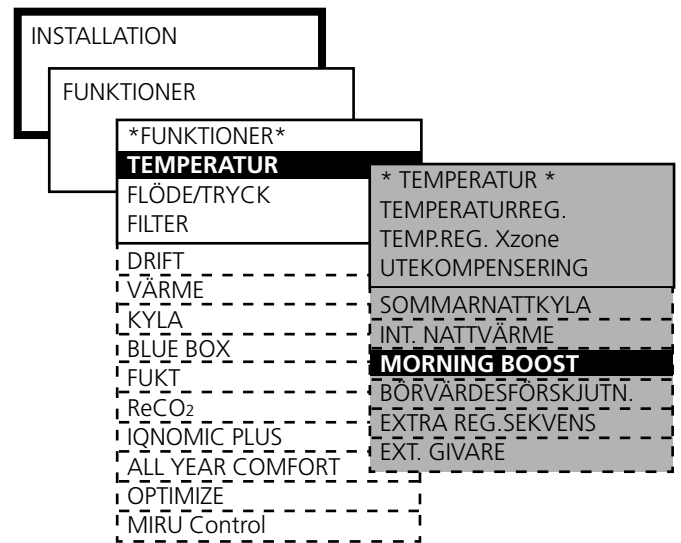 INSTALLATION
FUNKTIONER
*FUNKTIONER*
TEMPERATUR
FLÖDE/TRYCK
FILTER
DRIFT
VÄRME
KYLA
BLUE BOX
FUKT
ReCO2
IQNOMIC PLUS
ALL YEAR COMFORT
OPTIMIZE
MIRU Control
* TEMPERATUR *
TEMPERATURREG.
TEMP.REG. Xzone
UTEKOMPENSERING
SOMMARNATTKYLA
INT. NATTVÄRME
MORNING BOOST
BÖRVÄRDESFÖRSKJUTN.
EXTRA REG.SEKVENS
EXT. GIVARE